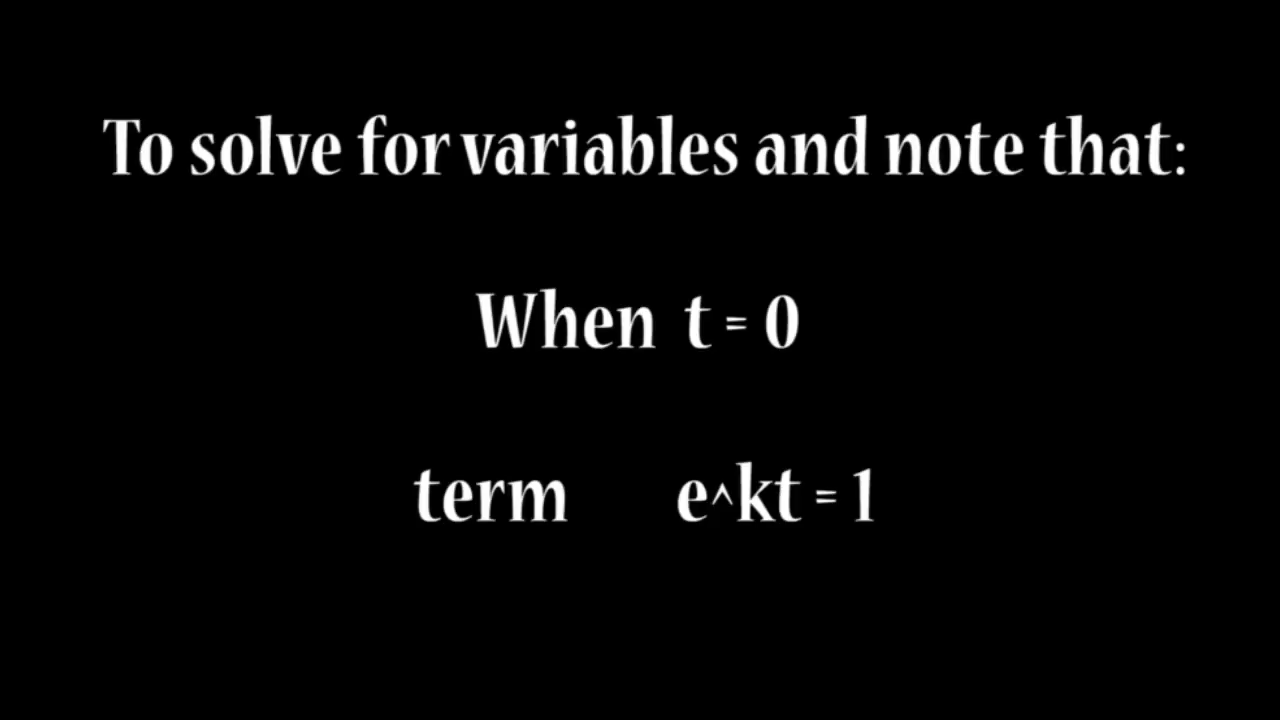 To solve for variables and note that:
When t = 0
term e^kt = 1